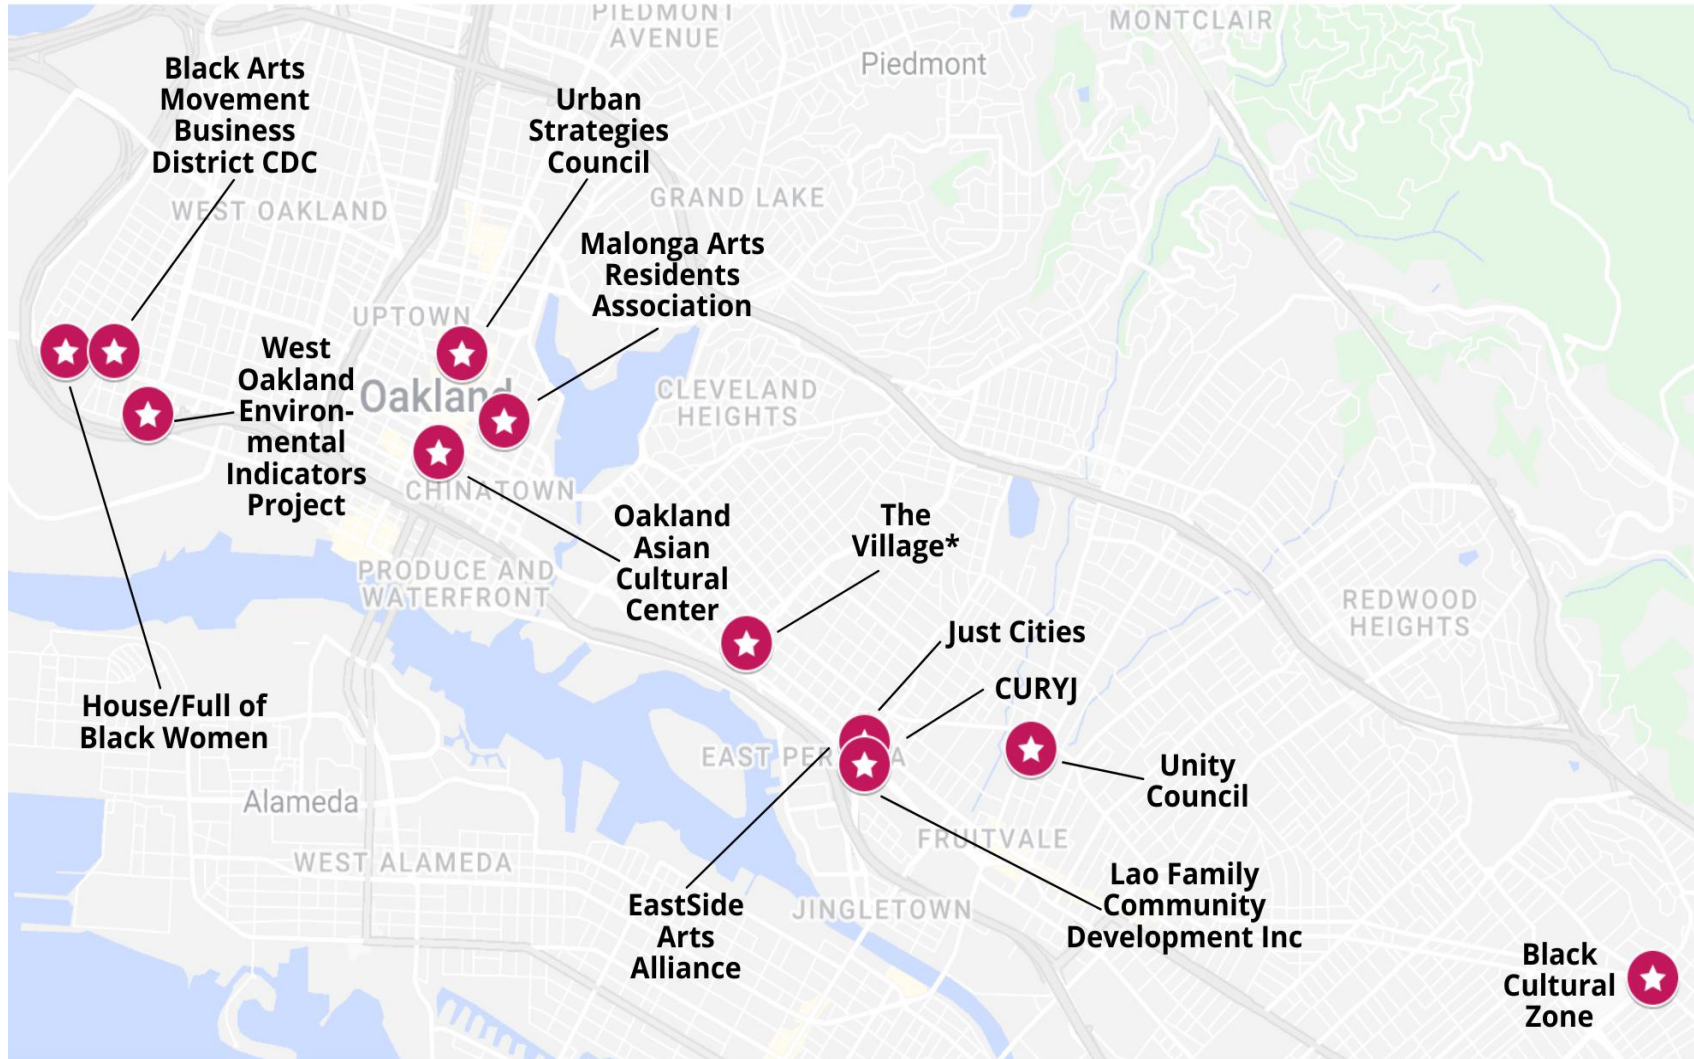 PIEDMONT
AVENUE
MONTCLAIR
Piedmont
Black Arts
Movement
Business
District CDC
Urban
Strategies
Council
WEST OAKLAND
GRAND LAKE
Malonga Arts
Residents
Association
UPTOWN
West
Oakland
Environ-
mental
Indicators
Project
Oakland
CLEVELAND
HEIGHTS
CHINATOWN
Oakland
Asian
Cultural
Center
The
Village*
PRODUCE AND
WATERFRONT
REDWOOD
HEIGHTS
Just Cities
CURYJ
House/Full of
Black Women
EAST PER A
Unity
Council
Alameda
FRUITVALE
WEST ALAMEDA
Lao Family
Community
Development Inc
EastSide
Arts
Alliance
JINGLETOWN
Black
Cultural
Zone